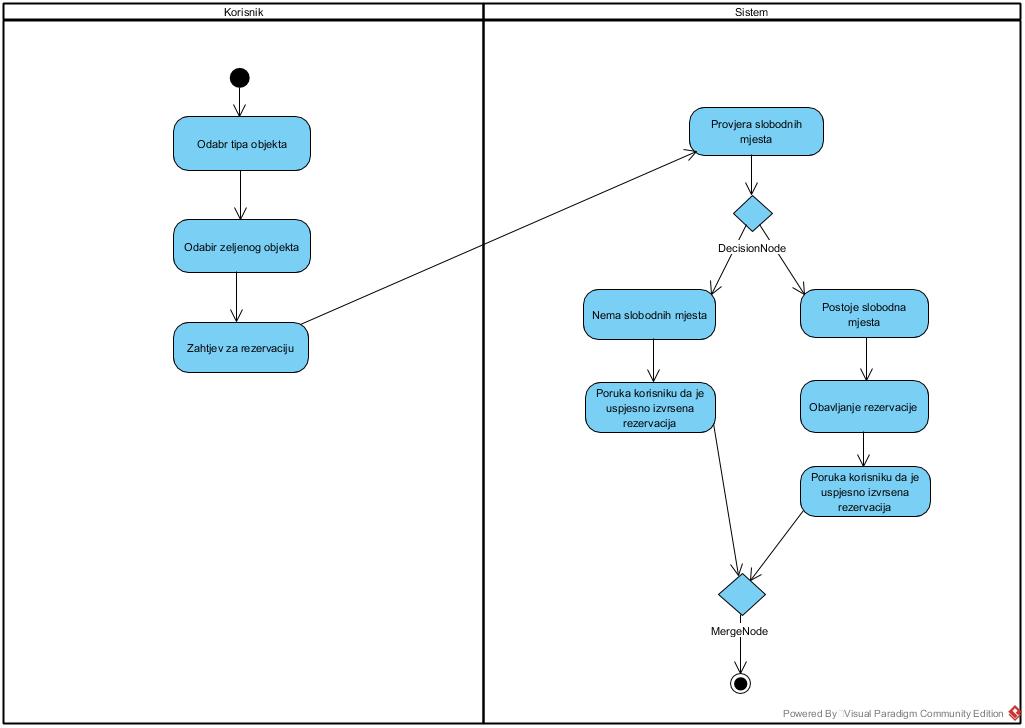 Korisnik
Sistem
Odabr tipa objekta
Odabir zeljenog objekta
Zahtjev za rezervaciju
Provjera slobodnih
mjesta
DecisionNode
Nema slobodnih mjesta
Poruka korisniku da je
uspjesno izvrsena
rezervacija
Postoje slobodna
mjesta
Obavljanje rezervacije
Poruka korisniku da je
uspjesno izvrsena
rezervacija
MergeNode
Powered By Visual Paradigm Community Edition